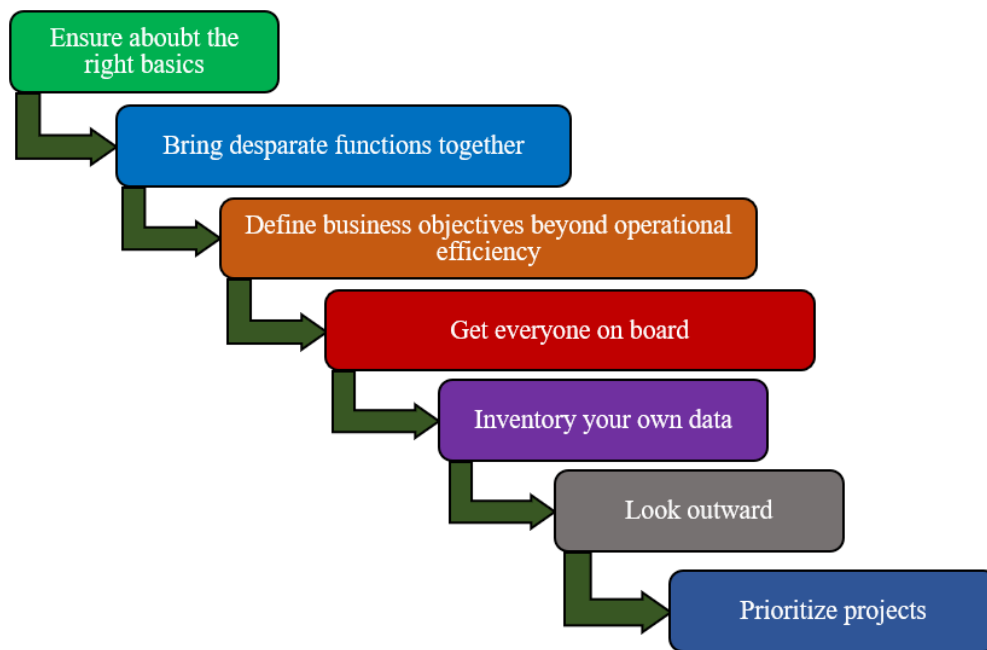 Ensure aboubt the
right basics
Bring desparate functions together
Define business objectives beyond operational
efficiency
Get everyone on board
Inventory your own data
Look outward
Prioritize projects